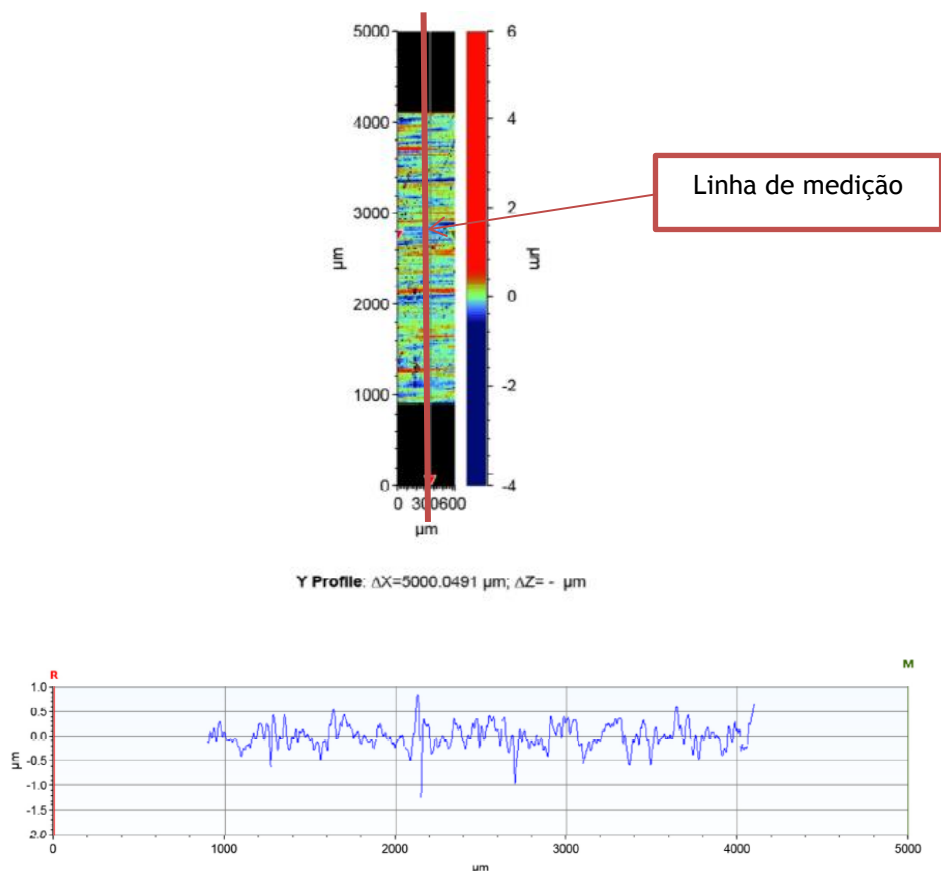 5000
6
4000
4
Linha de medição
3000
2
µm
µm
0
2000
-2
1000
0
-4
0 300600
µm
Y Profile: ΔX=5000.0491 µm; ΔZ= - µm
R
M
1.0
0.5
0.0
µm
-0.5
-1.0
-1.5
2.0
0 1000 2000 3000 4000 5000
µm